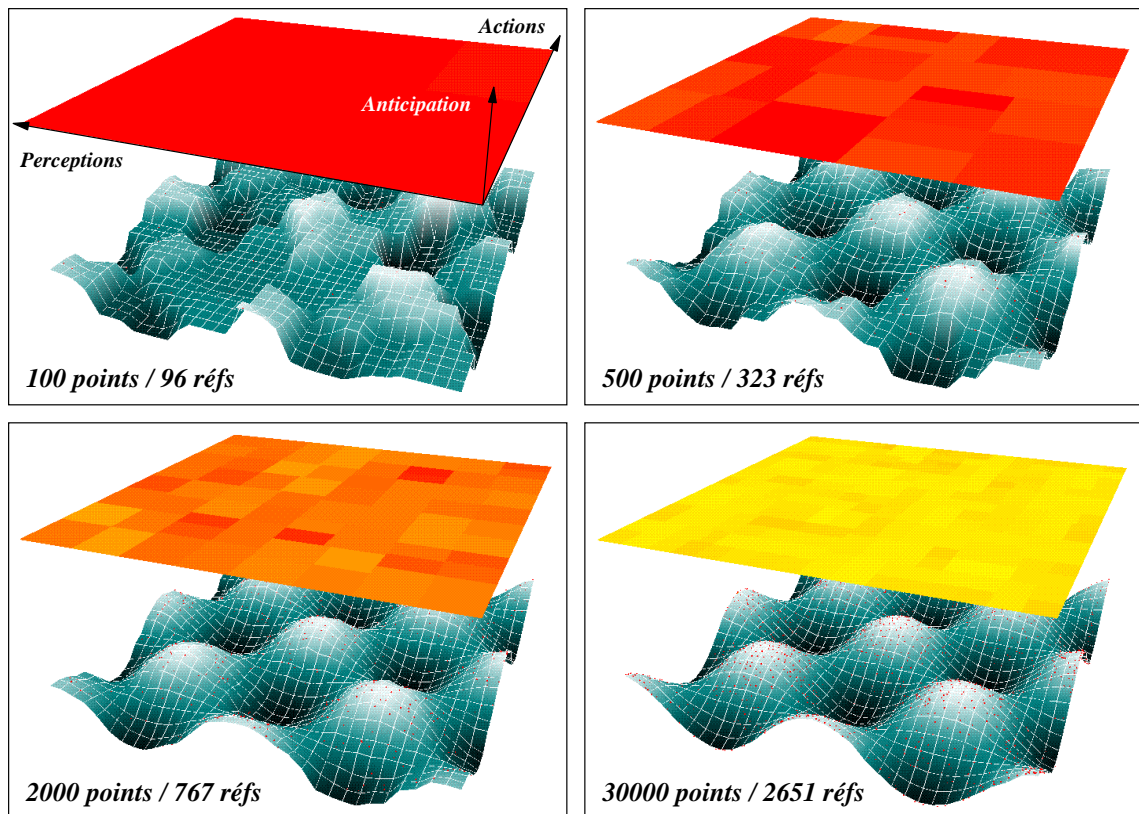 Actions
Anticipation
Perceptions
100 points / 96 réfs
500 points / 323 réfs
2000 points / 767 réfs
30000 points / 2651 réfs